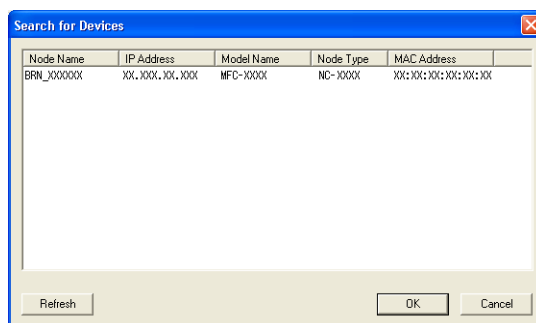 Search for Devices
Node Name IP Address Model Name Node Type MAC Address
BRN_XXXXXX XX.XXX.XX.XXX MFC-XXXX NC-XXXX XX:XX:XX:XX:XX:XX
Refresh OK Cancel